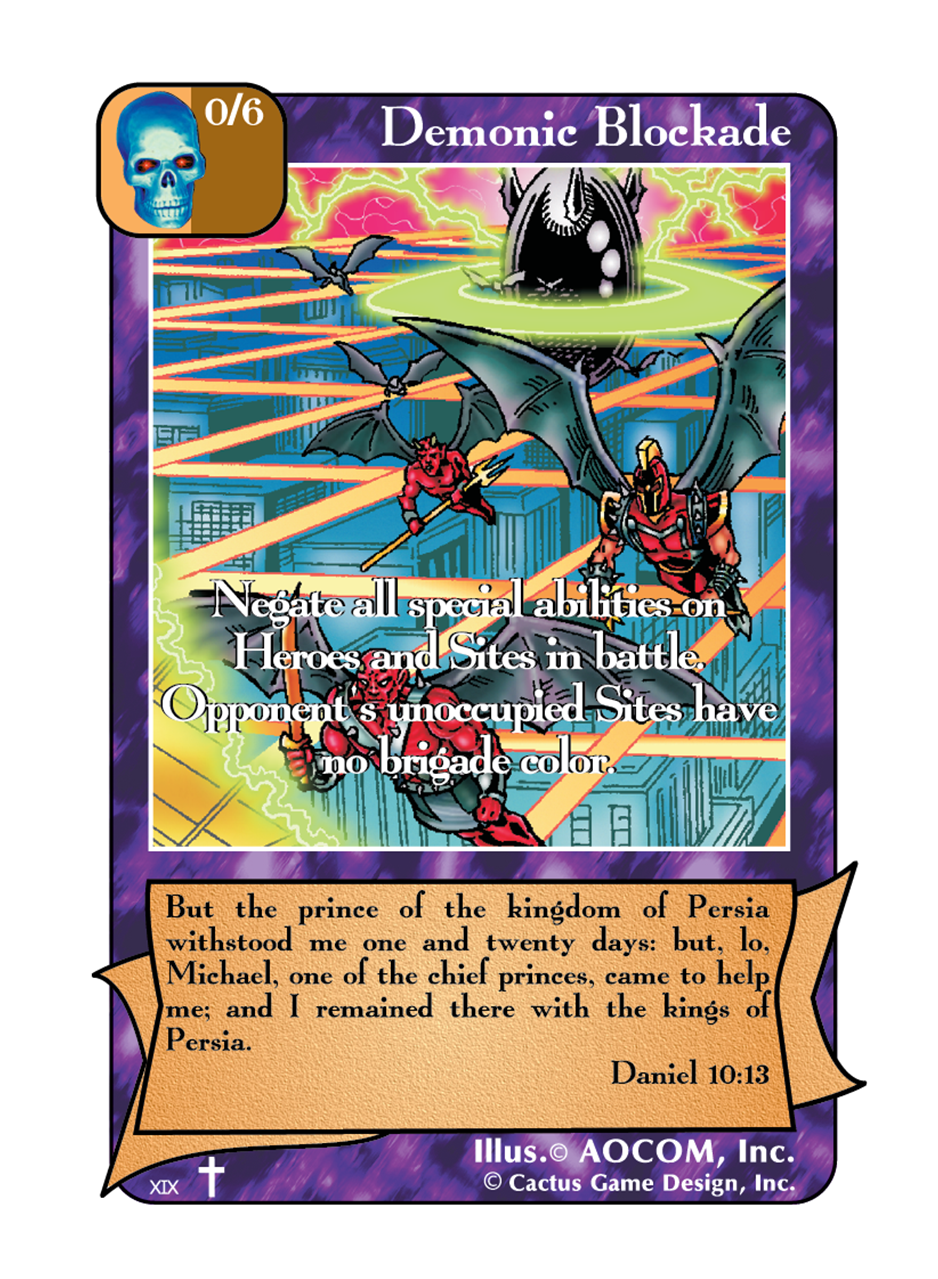 0/6
Demonic Blockade
Negate all special abilities on
Heroes and Sites in battle.
Opponent's unoccupied Sites have
no brigade color.
But the prince of the kingdom of Persia
withstood me one and twenty days: but, lo,
Michael, one of the chief princes, came to help
me; and I remained there with the kings of
Persia.
Daniel 10:13
Illus.© AOCOM, Inc.
XIX
© Cactus Game Design, Inc.